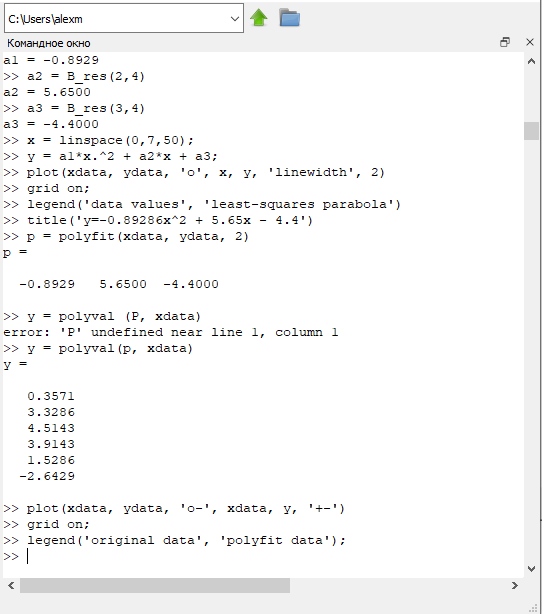 C:\Users\alexm
Командное окно
a1 = -0.8929
>> a2 = B_res(2,4)
a2 = 5.6500
>> a3 = B_res(3,4)
a3 = -4.4000
>> x = linspace(0,7,50);
>> y = a1*x.^2 + a2*x + a3;
>> plot(xdata, ydata, 'o', x, y, 'linewidth', 2)
>> grid on;
>> legend('data values', 'least-squares parabola')
>> title('y=-0.89286x^2 + 5.65x - 4.4')
>> p = polyfit(xdata, ydata, 2)
p =
-0.8929   5.6500  -4.4000
>> y = polyval (P, xdata)
error: 'P' undefined near line 1, column 1
>> y = polyval(p, xdata)
y =
0.3571
3.3286
4.5143
3.9143
1.5286
-2.6429
>> plot(xdata, ydata, 'o-', xdata, y, '+-')
>> grid on;
>> legend('original data', 'polyfit data');
>>